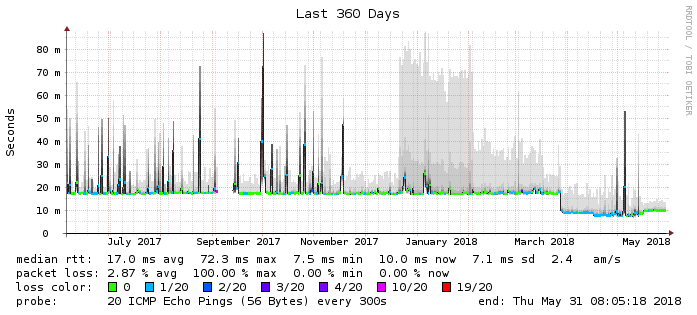 Last 360 Days
RRDTOOL / TOBI OETIKER
Seconds
80 m
70 m
60 m
50 m
40 m
30 m
20 m
10 m
0
July 2017 September 2017 November 2017 January 2018 March 2018 May 2018
median rtt: 17.0 ms avg 72.3 ms max 7.5 ms min 10.0 ms now 7.1 ms sd 2.4 am/s
packet loss: 2.87 % avg 100.00 % max 0.00 % min 0.00 % now
loss color: 0 1/20 2/20 3/20 4/20 10/20 19/20
probe: 20 ICMP Echo Pings (56 Bytes) every 300s end: Thu May 31 08:05:18 2018